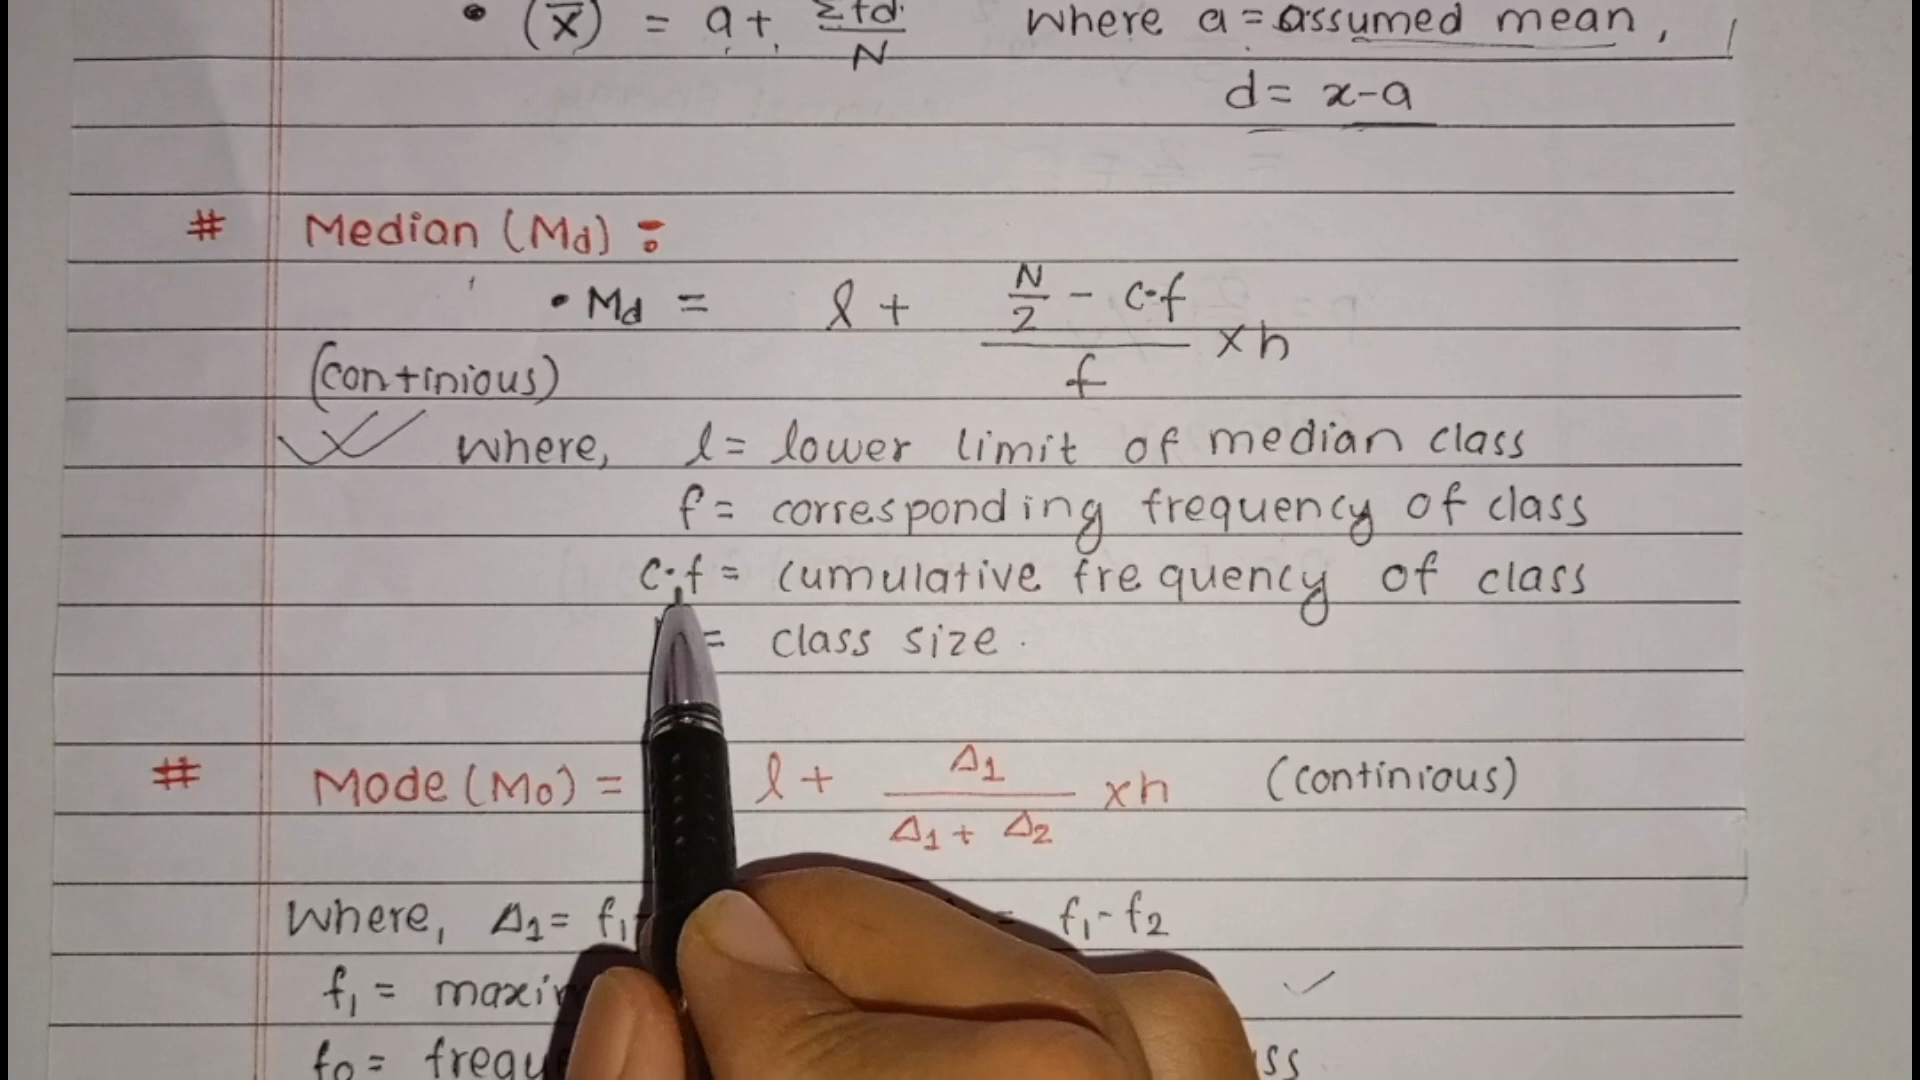 • (x̄) = a + Σfd/N Where a = assumed mean,
d = x-a
# Median (Md) :
• Md = l + (N/2 - c.f)/f × h
(continious)
where, l = lower limit of median class
f = corresponding frequency of class
c.f = cumulative frequency of class
= class size.
# Mode (Mo) = l + Δ1/(Δ1 + Δ2) × h (continious)
Where, Δ1 = f1 = f1 - f2
f1 =
f0 =